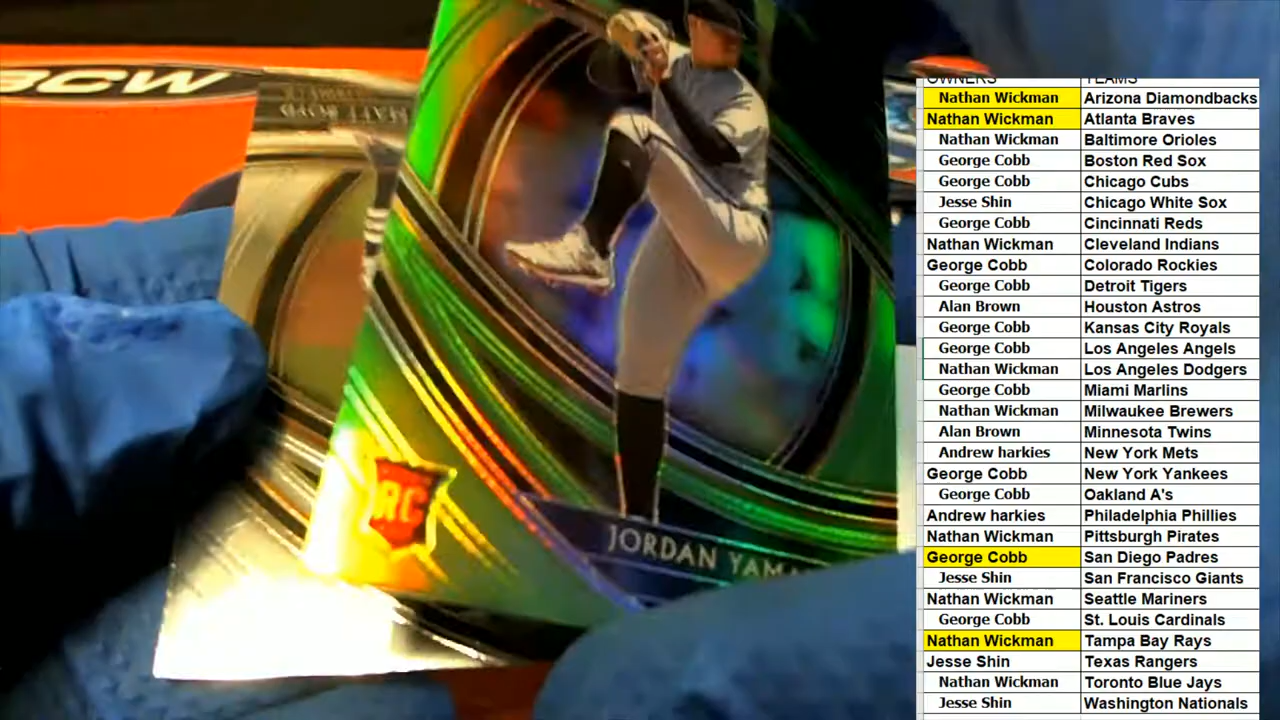 BCW
MATT BOYD
RC
JORDAN YAMA
OWNERS TEAMS
Nathan Wickman Arizona Diamondbacks
Nathan Wickman Atlanta Braves
Nathan Wickman Baltimore Orioles
George Cobb Boston Red Sox
George Cobb Chicago Cubs
Jesse Shin Chicago White Sox
George Cobb Cincinnati Reds
Nathan Wickman Cleveland Indians
George Cobb Colorado Rockies
George Cobb Detroit Tigers
Alan Brown Houston Astros
George Cobb Kansas City Royals
George Cobb Los Angeles Angels
Nathan Wickman Los Angeles Dodgers
George Cobb Miami Marlins
Nathan Wickman Milwaukee Brewers
Alan Brown Minnesota Twins
Andrew harkies New York Mets
George Cobb New York Yankees
George Cobb Oakland A's
Andrew harkies Philadelphia Phillies
Nathan Wickman Pittsburgh Pirates
George Cobb San Diego Padres
Jesse Shin San Francisco Giants
Nathan Wickman Seattle Mariners
George Cobb St. Louis Cardinals
Nathan Wickman Tampa Bay Rays
Jesse Shin Texas Rangers
Nathan Wickman Toronto Blue Jays
Jesse Shin Washington Nationals